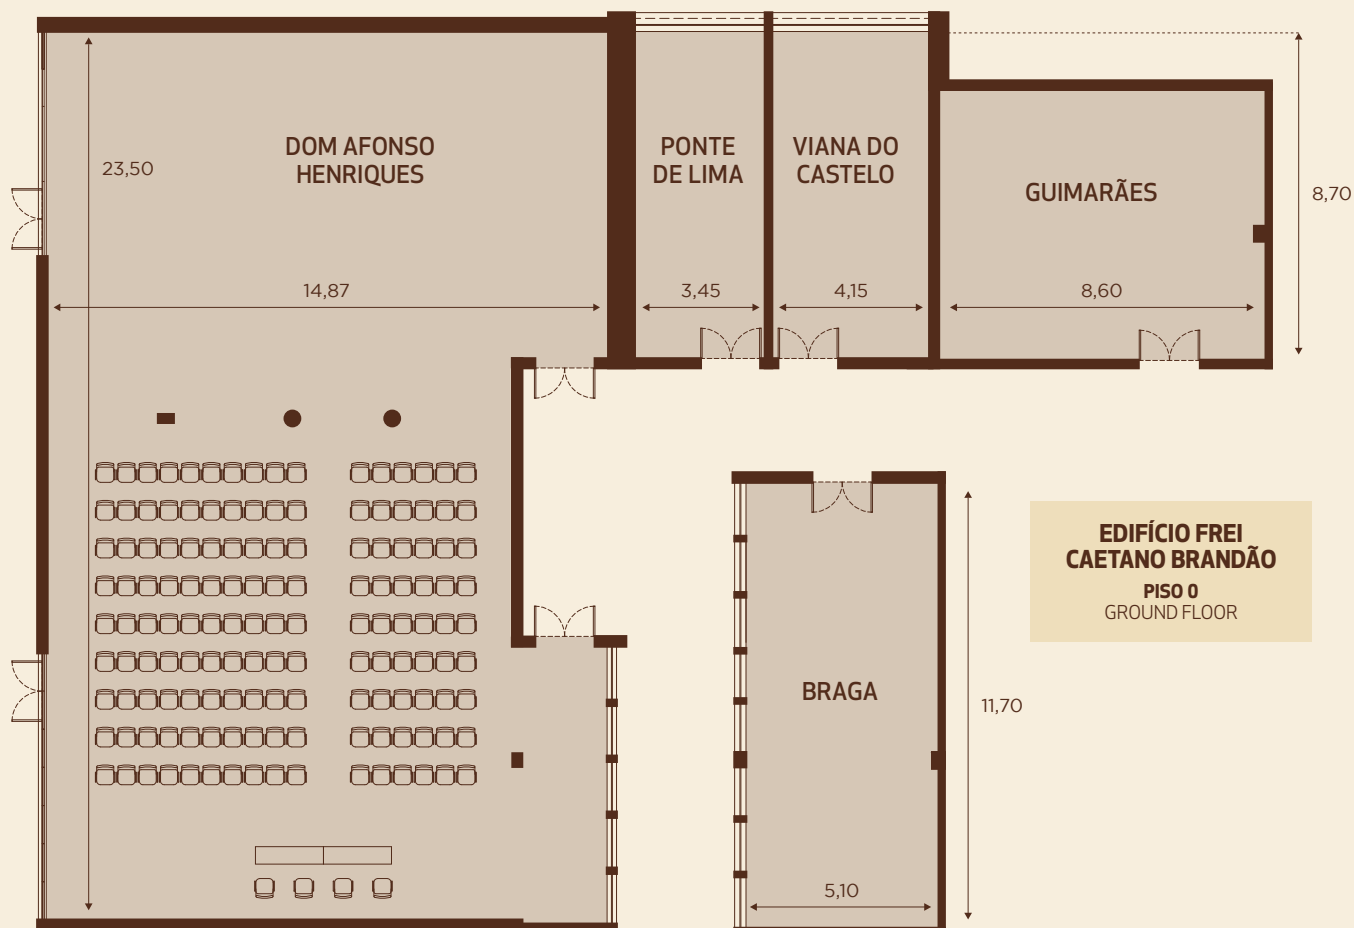 DOM AFONSO
HENRIQUES
23,50
14,87
PONTE
DE LIMA
3,45
VIANA DO
CASTELO
4,15
GUIMARÃES
8,60
8,70
BRAGA
11,70
5,10
EDIFÍCIO FREI
CAETANO BRANDÃO
PISO 0
GROUND FLOOR